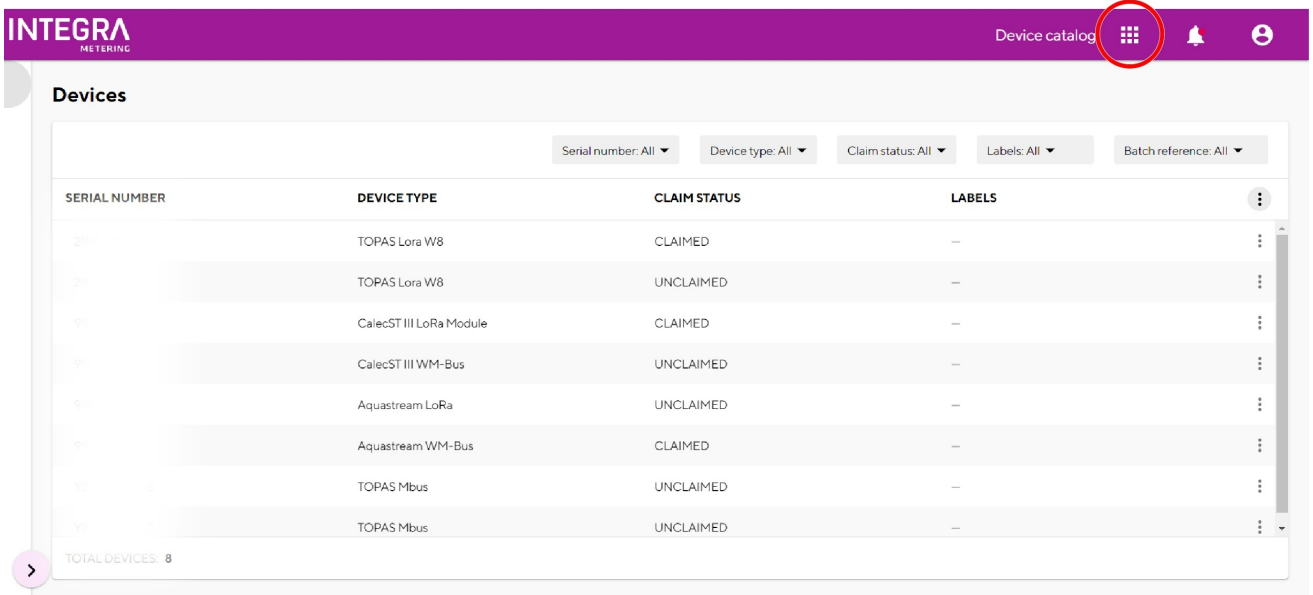 INTEGRA
METERING
Device catalog
Devices
Serial number: All Device type: All Claim status: All Labels: All Batch reference: All
SERIAL NUMBER DEVICE TYPE CLAIM STATUS LABELS
TOPAS Lora W8 CLAIMED –
TOPAS Lora W8 UNCLAIMED –
CalecST III LoRa Module CLAIMED –
CalecST III WM-Bus UNCLAIMED –
Aquastream LoRa UNCLAIMED –
Aquastream WM-Bus CLAIMED –
TOPAS Mbus UNCLAIMED –
TOPAS Mbus UNCLAIMED –
TOTAL DEVICES: 8